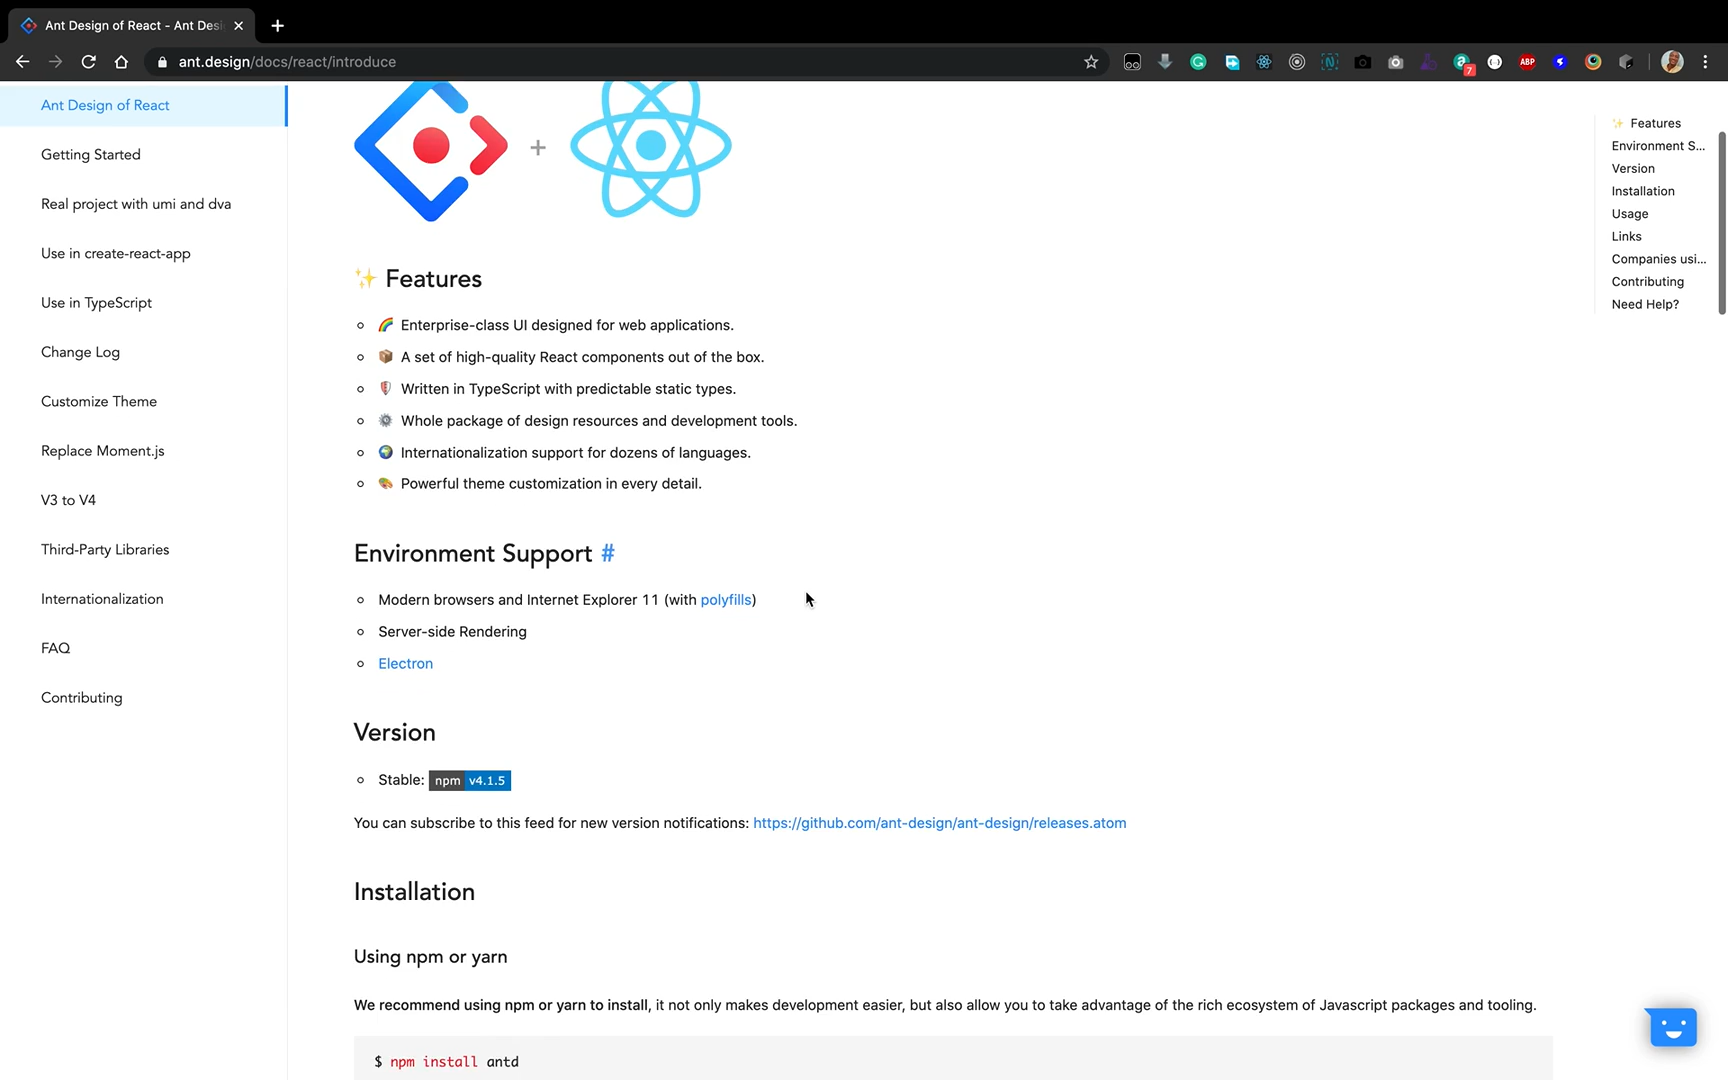 Ant Design of React - Ant Desi
ant.design/docs/react/introduce
7
ABP
Ant Design of React
Getting Started
Real project with umi and dva
Use in create-react-app
Use in TypeScript
Change Log
Customize Theme
Replace Moment.js
V3 to V4
Third-Party Libraries
Internationalization
FAQ
Contributing
+
✨ Features
🌈 Enterprise-class UI designed for web applications.
📦 A set of high-quality React components out of the box.
🛡 Written in TypeScript with predictable static types.
⚙️ Whole package of design resources and development tools.
🌍 Internationalization support for dozens of languages.
🎨 Powerful theme customization in every detail.
Environment Support #
Modern browsers and Internet Explorer 11 (with polyfills)
Server-side Rendering
Electron
Version
Stable: npm v4.1.5
You can subscribe to this feed for new version notifications: https://github.com/ant-design/ant-design/releases.atom
Installation
Using npm or yarn
We recommend using npm or yarn to install, it not only makes development easier, but also allow you to take advantage of the rich ecosystem of Javascript packages and tooling.
$ npm install antd
✨ Features
Environment S...
Version
Installation
Usage
Links
Companies usi...
Contributing
Need Help?